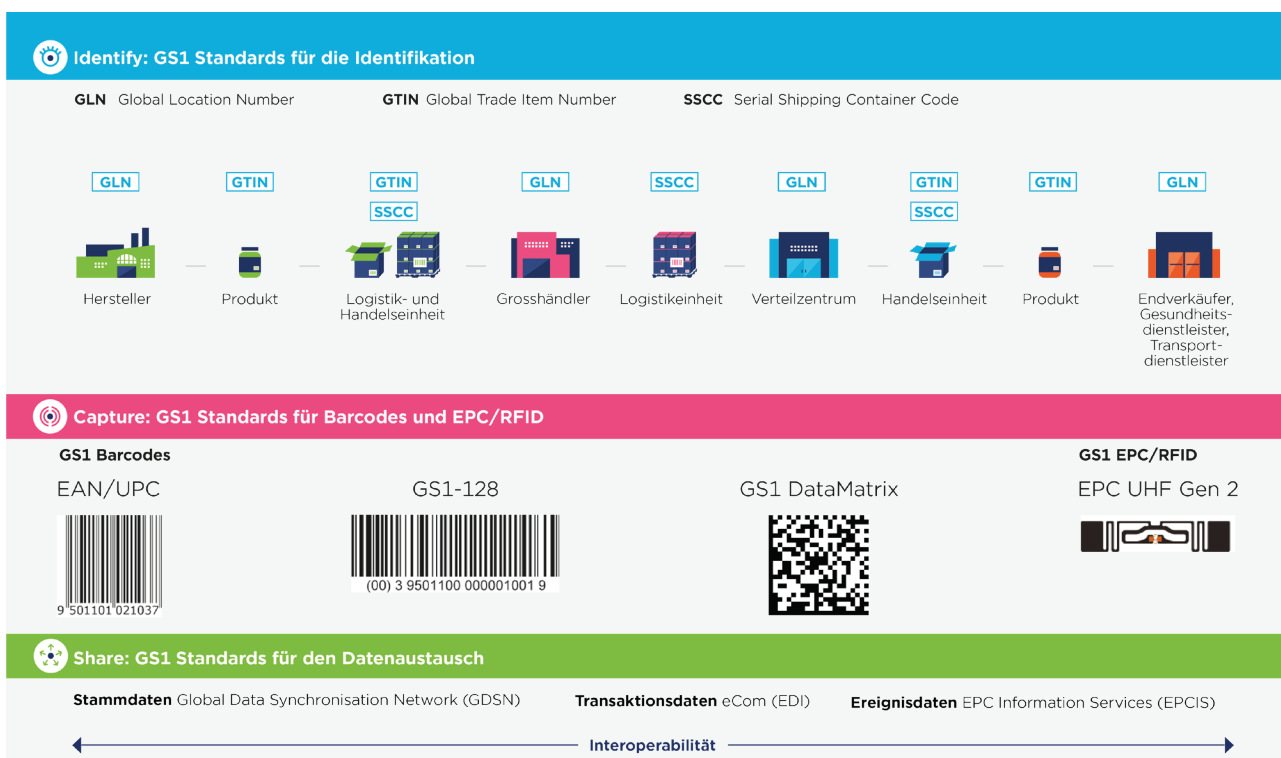 Identify: GS1 Standards für die Identifikation
GLN Global Location Number GTIN Global Trade Item Number SSCC Serial Shipping Container Code
GLN GTIN GTIN GLN SSCC GLN GTIN GTIN GLN
SSCC SSCC
Hersteller Produkt Logistik- und Grosshändler Logistikeinheit Verteilzentrum Handelseinheit Produkt Endverkäufer,
Handelseinheit Gesundheits-
dienstleister,
Transport-
dienstleister
Capture: GS1 Standards für Barcodes und EPC/RFID
GS1 Barcodes GS1 EPC/RFID
EAN/UPC GS1-128 GS1 DataMatrix EPC UHF Gen 2
(00) 3 9501100 000001001 9
9 501101 021037
Share: GS1 Standards für den Datenaustausch
Stammdaten Global Data Synchronisation Network (GDSN) Transaktionsdaten eCom (EDI) Ereignisdaten EPC Information Services (EPCIS)
Interoperabilität